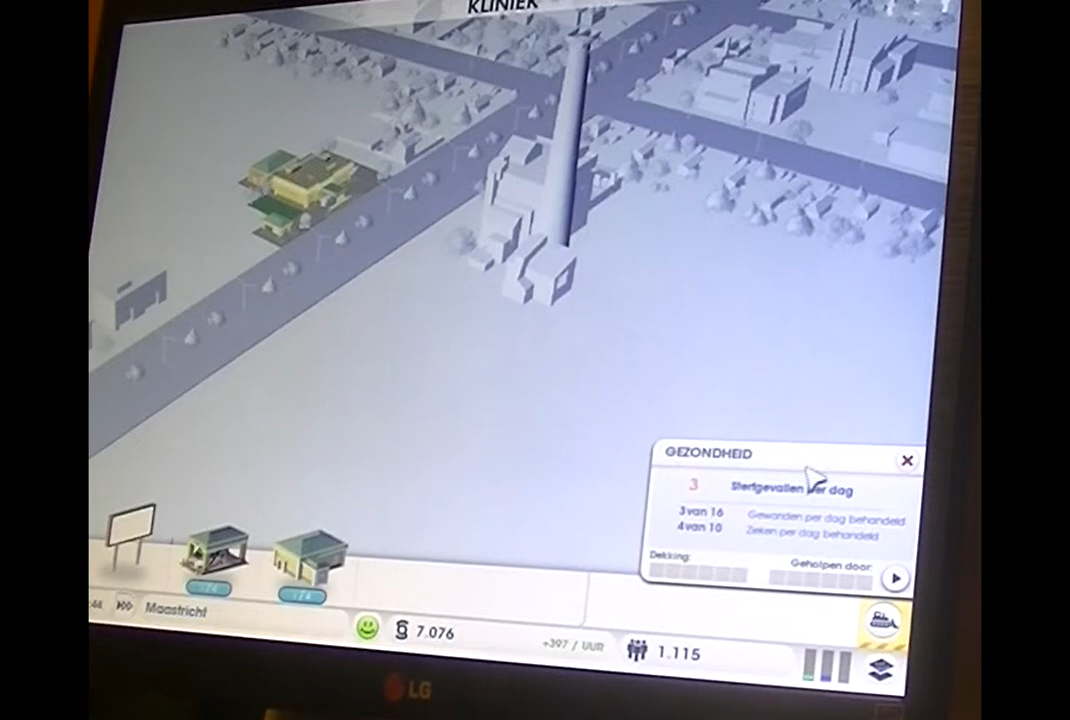 KLINIEK
GEZONDHEID
3 Sterfgevallen per dag
3 van 16 Gewonden per dag behandeld
4 van 10 Zieken per dag behandeld
Dekking: Geholpen door:
Maastricht
7.076
+397 / UUR
1.115
LG